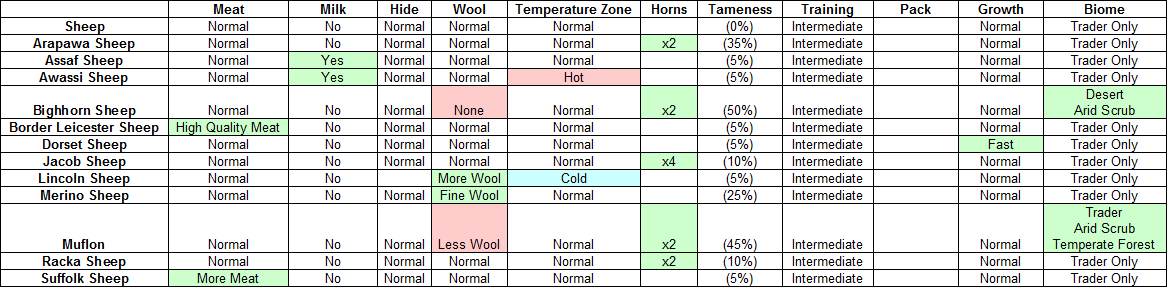 Meat Milk Hide Wool Temperature Zone Horns Tameness Training Pack Growth Biome
Sheep Normal No Normal Normal Normal (0%) Intermediate Normal Trader Only
Arapawa Sheep Normal No Normal Normal Normal x2 (35%) Intermediate Normal Trader Only
Assaf Sheep Normal Yes Normal Normal Normal (5%) Intermediate Normal Trader Only
Awassi Sheep Normal Yes Normal Normal Hot (5%) Intermediate Normal Trader Only
Desert
Bighorn Sheep Normal No Normal None Normal x2 (50%) Intermediate Normal Arid Scrub
Border Leicester Sheep High Quality Meat No Normal Normal Normal (5%) Intermediate Normal Trader Only
Dorset Sheep Normal No Normal Normal Normal (5%) Intermediate Fast Trader Only
Jacob Sheep Normal No Normal Normal Normal x4 (10%) Intermediate Normal Trader Only
Lincoln Sheep Normal No More Wool Cold (5%) Intermediate Normal Trader Only
Merino Sheep Normal No Normal Fine Wool Normal (25%) Intermediate Normal Trader Only
Trader
Arid Scrub
Muflon Normal No Normal Less Wool Normal x2 (45%) Intermediate Normal Temperate Forest
Racka Sheep Normal No Normal Normal Normal x2 (10%) Intermediate Normal Trader Only
Suffolk Sheep More Meat No Normal Normal Normal (5%) Intermediate Normal Trader Only